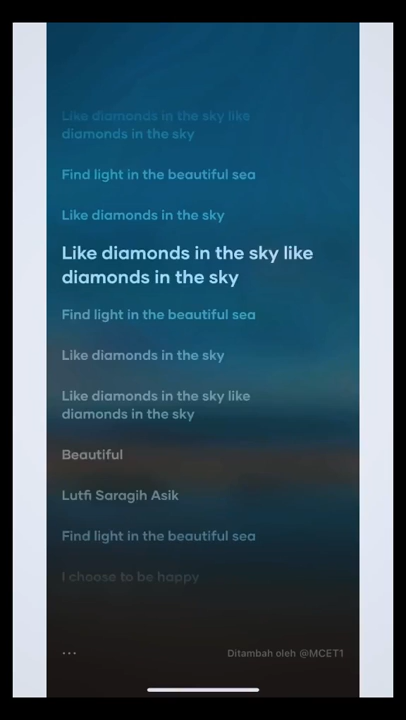 Like diamonds in the sky like
diamonds in the sky
Find light in the beautiful sea
Like diamonds in the sky
Like diamonds in the sky like
diamonds in the sky
Find light in the beautiful sea
Like diamonds in the sky
Like diamonds in the sky like
diamonds in the sky
Beautiful
Lutfi Saragih Asik
Find light in the beautiful sea
I choose to be happy
... Ditambah oleh @MCET1